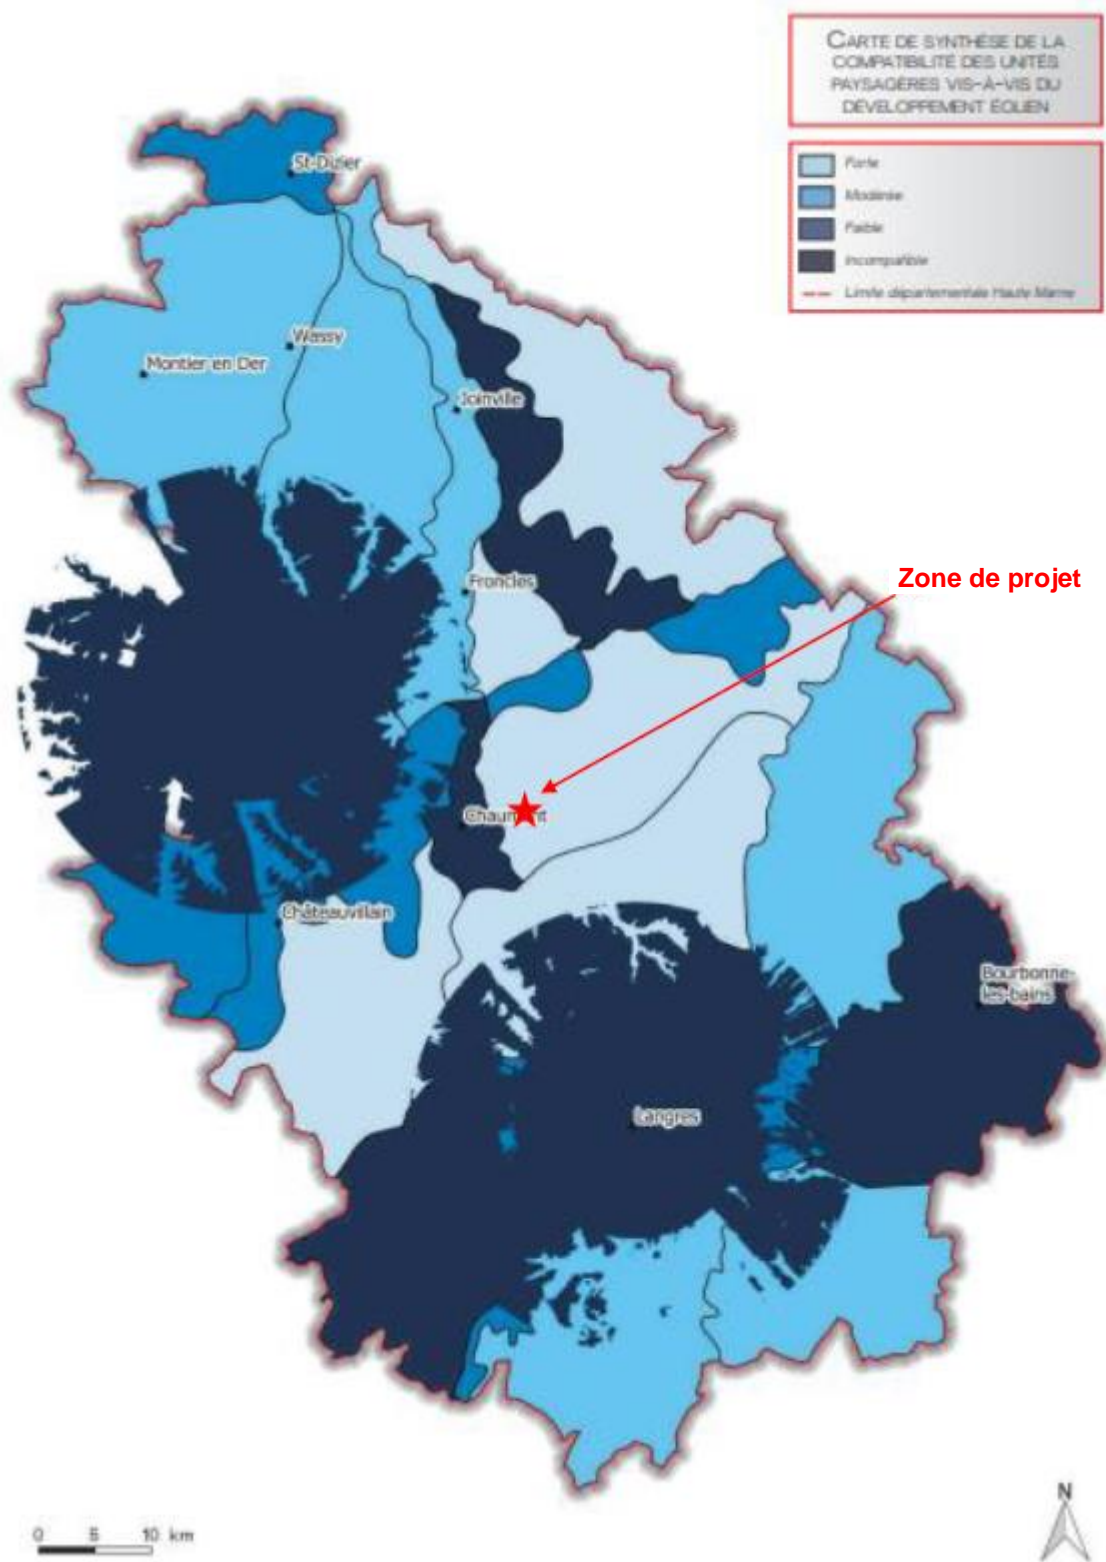 CARTE DE SYNTHÈSE DE LA
COMPATIBILITÉ DES UNITÉS
PAYSAGÈRES VIS-À-VIS DU
DÉVELOPPEMENT ÉOLIEN
Forte
Modérée
Faible
Incompatible
Limite départementale Haute Marne
St-Dizier
Wassy
Montier en Der
Joinville
Froncles
Zone de projet
Chaumont
Châteauvillain
Bourbonne-
les-bains
Langres
0 5 10 km
N